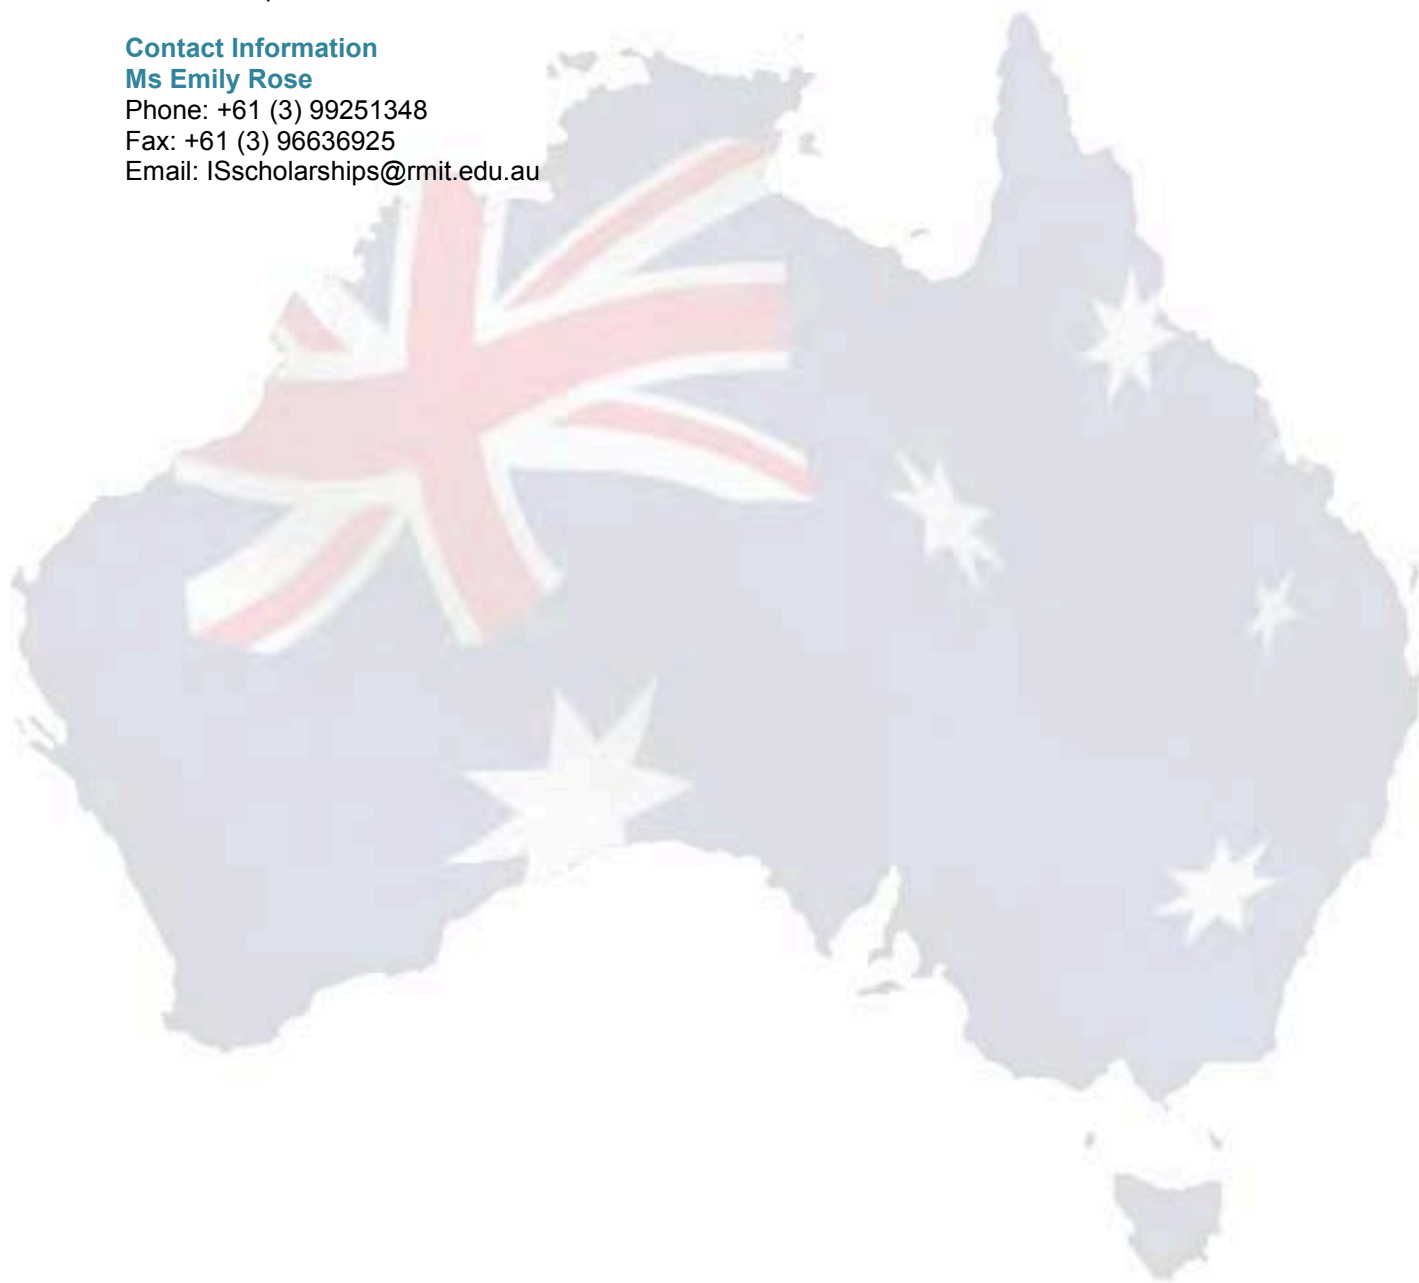 Contact Information
Ms Emily Rose
Phone: +61 (3) 99251348
Fax: +61 (3) 96636925
Email: ISscholarships@rmit.edu.au